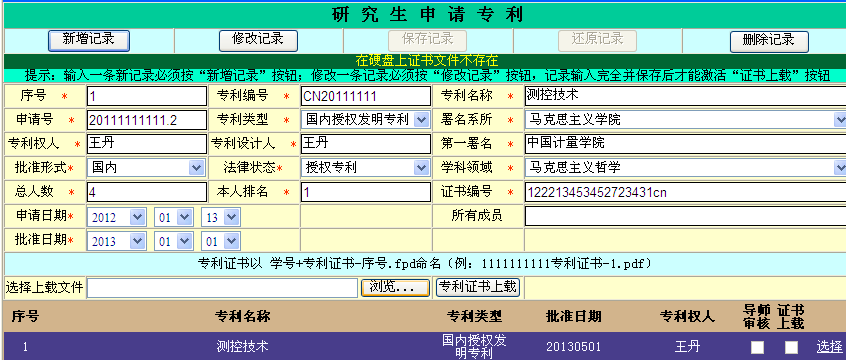 研 究 生 申 请 专 利
新增记录 修改记录 保存记录 还原记录 删除记录
在硬盘上证书文件不存在
提示：输入一条新记录必须按“新增记录”按钮；修改一条记录必须按“修改记录”按钮，记录输入完全并保存后才能激活“证书上载”按钮
序号 * 1 专利编号 * CN20111111 专利名称 * 测控技术
申请号 * 20111111111.2 专利类型 * 国内授权发明专利 署名系所 * 马克思主义学院
专利权人 * 王丹 专利设计人 * 王丹 第一署名 * 中国计量学院
批准形式* 国内 法律状态* 授权专利 学科领域 * 马克思主义哲学
总人数 * 4 本人排名 * 1 证书编号 * 122213453452723431cn
申请日期* 2012 01 13 所有成员
批准日期* 2013 01 01
专利证书以 学号+专利证书-序号.fpd命名（例：1111111111专利证书-1.pdf）
选择上载文件 浏览... 专利证书上载
序号 专利名称 专利类型 批准日期 专利权人 导师审核 证书上载
1 测控技术 国内授权发明专利 20130501 王丹 选择